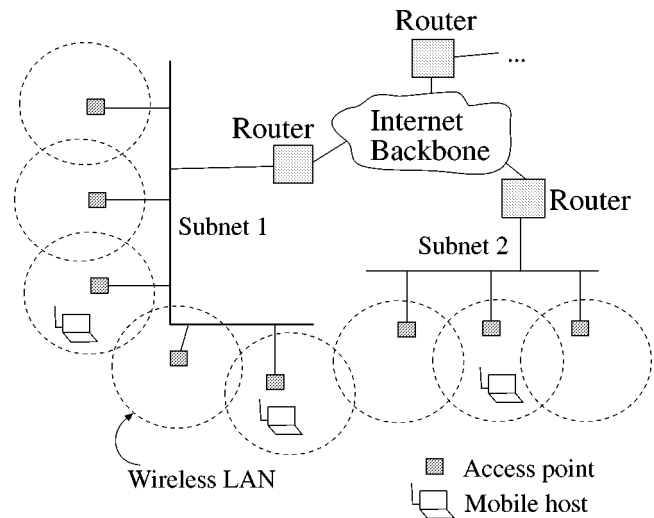 Router
...
Router
Internet
Backbone
Router
Subnet 1
Subnet 2
Wireless LAN
Access point
Mobile host